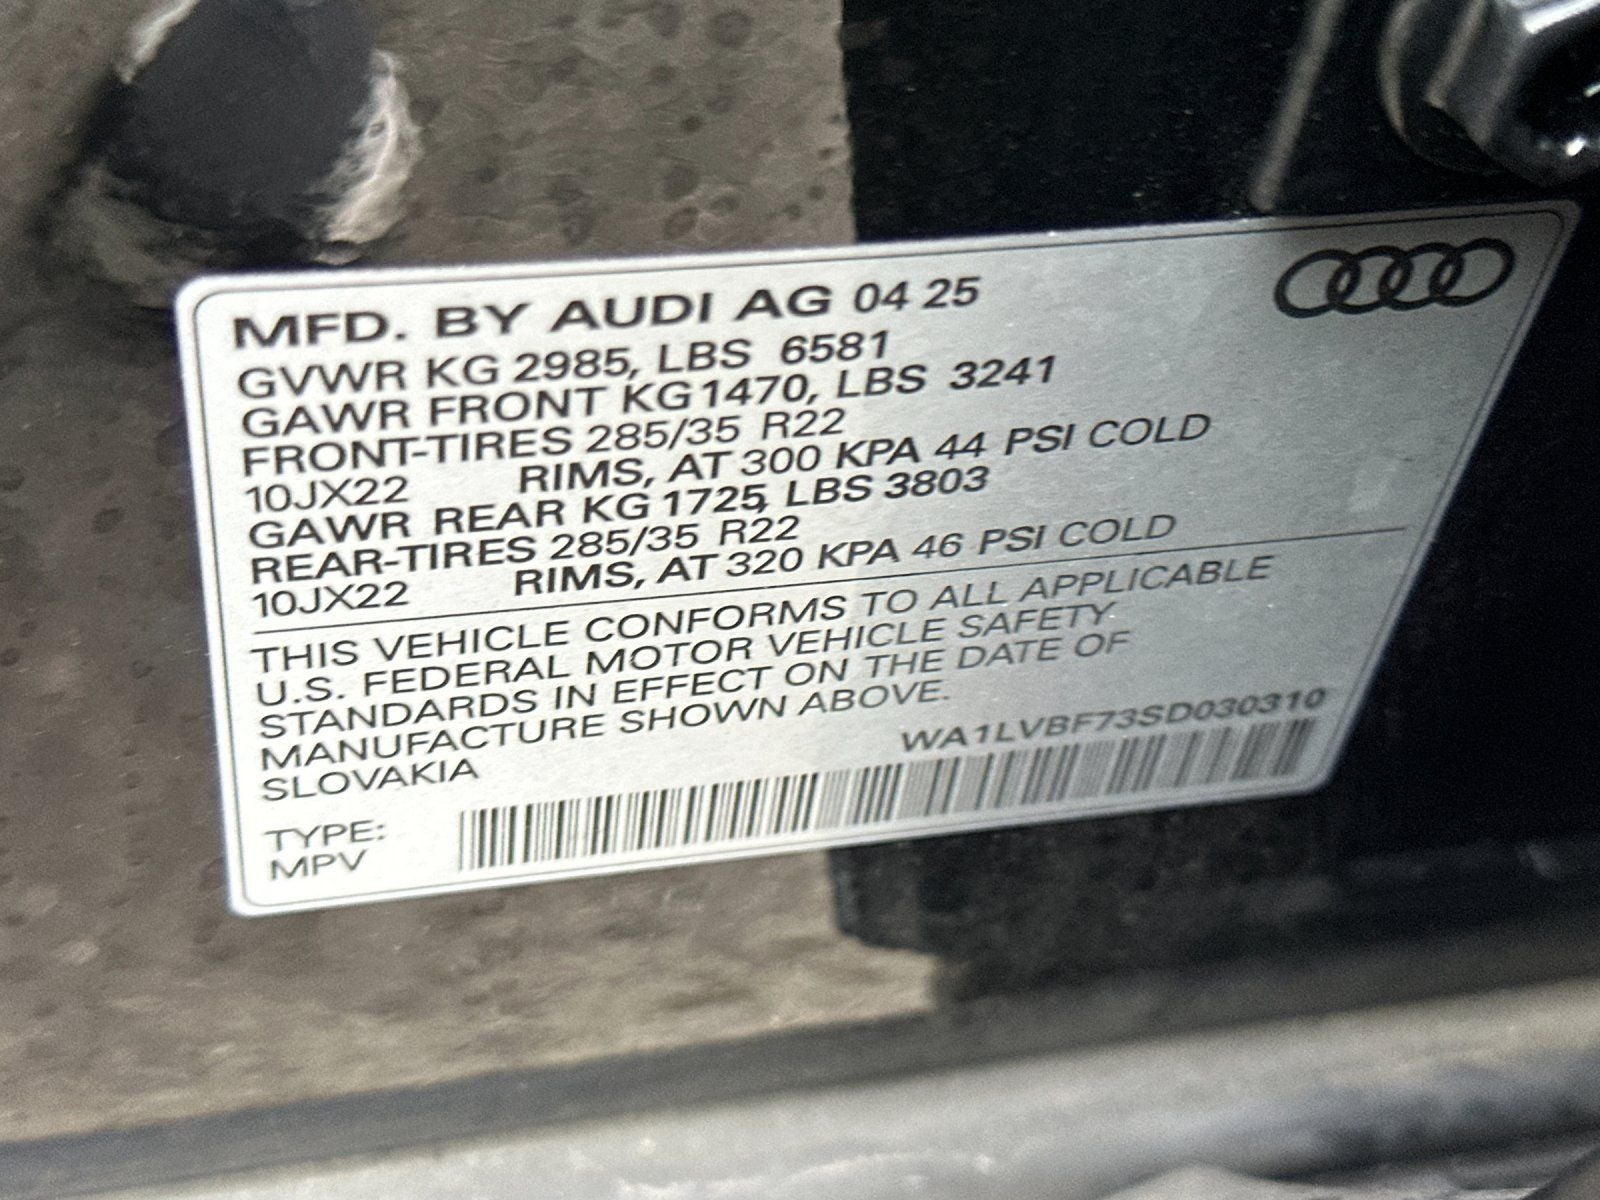 MFD. BY AUDI AG 04 25
GVWR KG 2985, LBS 6581
GAWR FRONT KG 1470, LBS 3241
FRONT-TIRES 285/35 R22
10JX22 RIMS, AT 300 KPA 44 PSI COLD
GAWR REAR KG 1725, LBS 3803
REAR-TIRES 285/35 R22
10JX22 RIMS, AT 320 KPA 46 PSI COLD
THIS VEHICLE CONFORMS TO ALL APPLICABLE
U.S. FEDERAL MOTOR VEHICLE SAFETY
STANDARDS IN EFFECT ON THE DATE OF
MANUFACTURE SHOWN ABOVE.
SLOVAKIA
WA1LVBF73SD030310
TYPE:
MPV